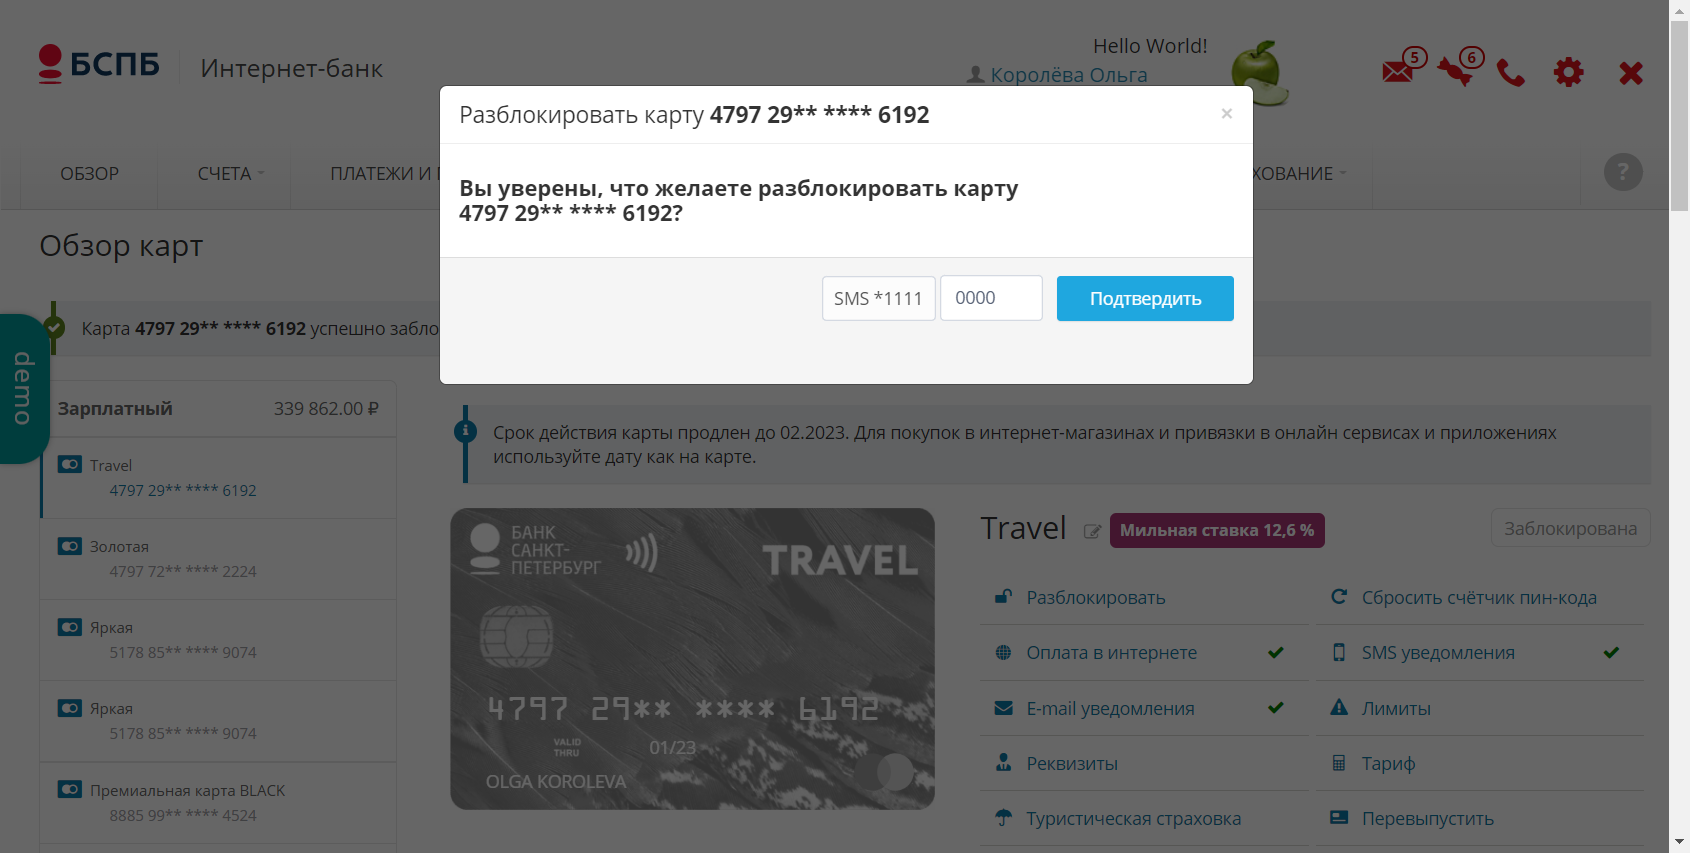 БСПБ
Интернет-банк
Hello World!
Королёва Ольга
5
6
ОБЗОР
СЧЕТА
ПЛАТЕЖИ И
ХОВАНИЕ
?
Разблокировать карту 4797 29** **** 6192
×
Вы уверены, что желаете разблокировать карту
4797 29** **** 6192?
SMS *1111
0000
Подтвердить
Обзор карт
Карта 4797 29** **** 6192 успешно забло
demo
Зарплатный
339 862.00 ₽
Travel
4797 29** **** 6192
Золотая
4797 72** **** 2224
Яркая
5178 85** **** 9074
Яркая
5178 85** **** 9074
Премиальная карта BLACK
8885 99** **** 4524
Срок действия карты продлен до 02.2023. Для покупок в интернет-магазинах и привязки в онлайн сервисах и приложениях
используйте дату как на карте.
БАНК
САНКТ-
ПЕТЕРБУРГ
TRAVEL
4797 29** **** 6192
VALID
THRU
01/23
OLGA KOROLEVA
Travel
Мильная ставка 12,6 %
Заблокирована
Разблокировать
Сбросить счётчик пин-кода
Оплата в интернете
SMS уведомления
E-mail уведомления
Лимиты
Реквизиты
Тариф
Туристическая страховка
Перевыпустить